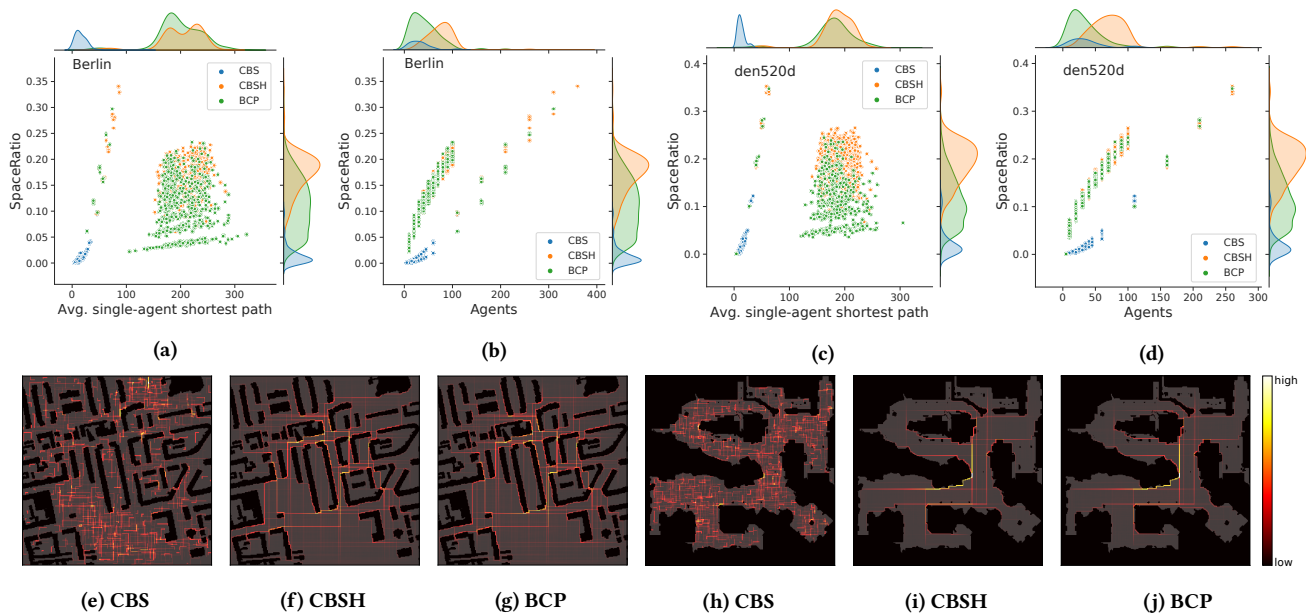 Berlin
CBS
CBSH
BCP
SpaceRatio
0.35
0.30
0.25
0.20
0.15
0.10
0.05
0.00
0 100 200 300
Avg. single-agent shortest path
(a)
Berlin
CBS
CBSH
BCP
SpaceRatio
0.35
0.30
0.25
0.20
0.15
0.10
0.05
0.00
0 100 200 300 400
Agents
(b)
den520d
CBS
CBSH
BCP
SpaceRatio
0.4
0.3
0.2
0.1
0.0
0 100 200 300
Avg. single-agent shortest path
(c)
den520d
CBS
CBSH
BCP
SpaceRatio
0.4
0.3
0.2
0.1
0.0
0 50 100 150 200 250 300
Agents
(d)
high
low
(e) CBS
(f) CBSH
(g) BCP
(h) CBS
(i) CBSH
(j) BCP